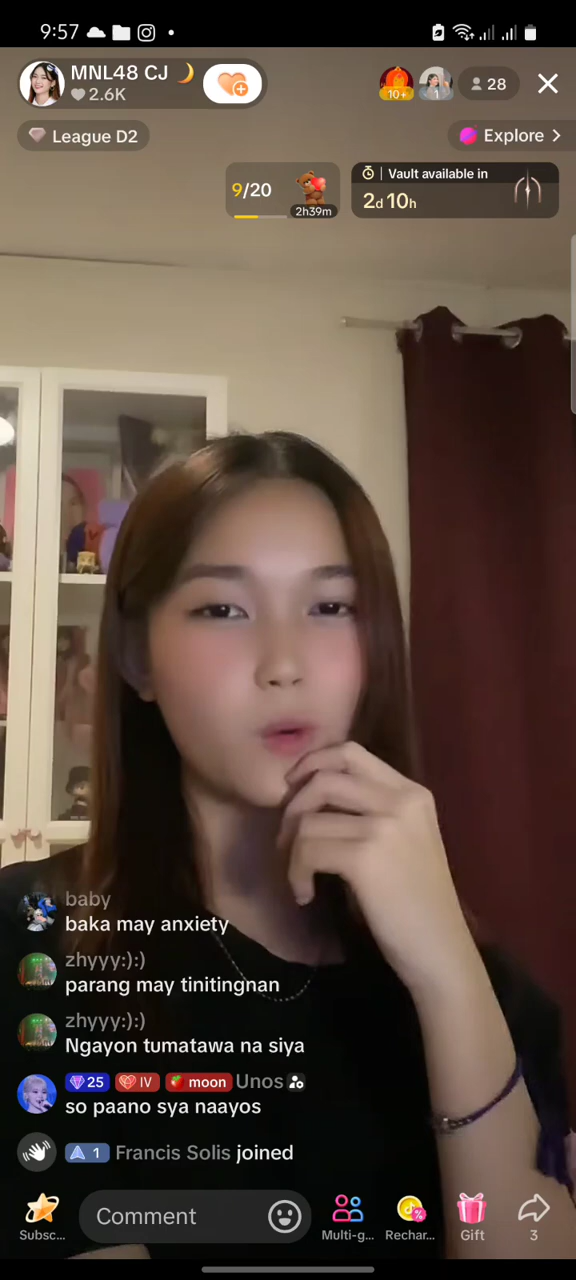 9:57
MNL48 CJ 🌙
2.6K
10+
1
28
League D2
Explore
9/20
2h39m
Vault available in
2d 10h
baby
baka may anxiety
zhyyy:):)
parang may tinitingnan
zhyyy:):)
Ngayon tumatawa na siya
25 IV moon Unos
so paano sya naayos
1 Francis Solis joined
Subsc...
Comment
Multi-g...
Rechar...
Gift
3